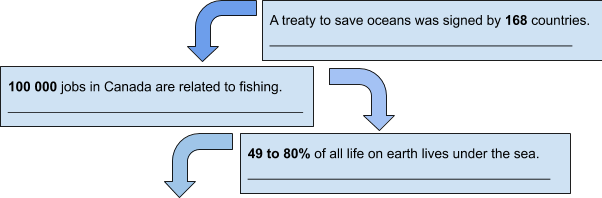 A treaty to save oceans was signed by 168 countries.
100 000 jobs in Canada are related to fishing.
49 to 80% of all life on earth lives under the sea.